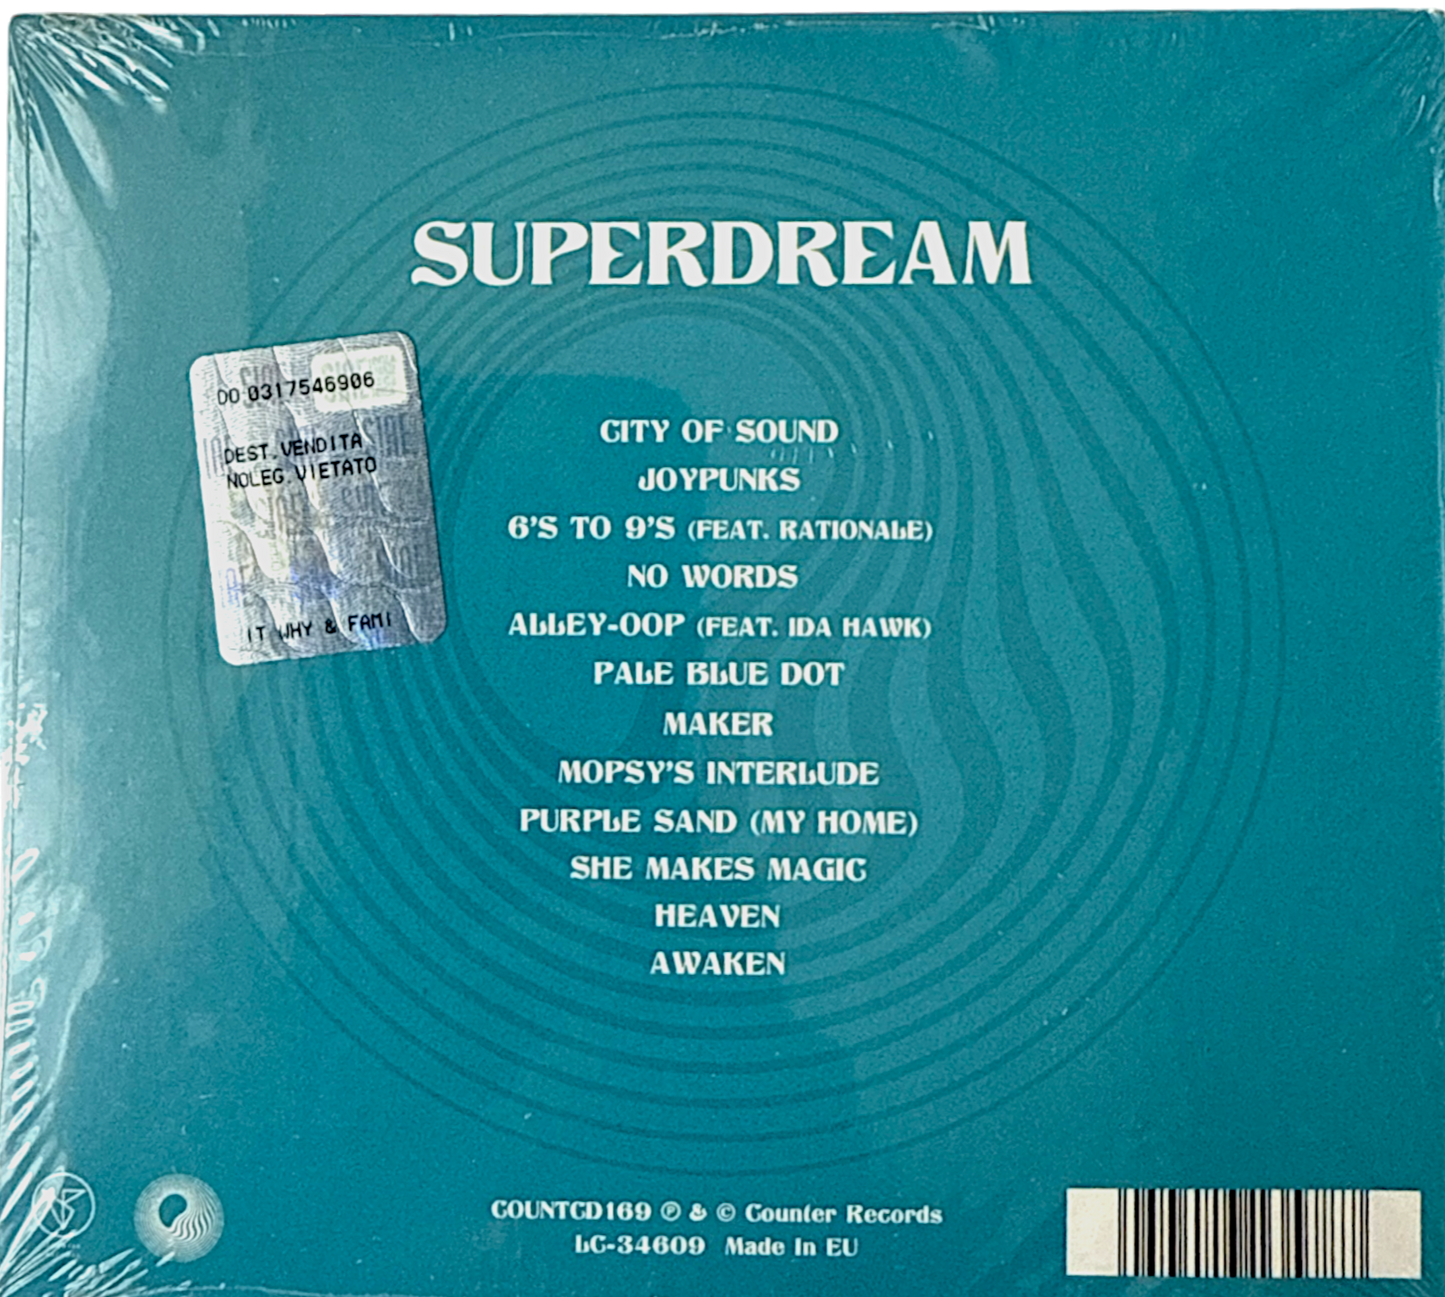 SUPERDREAM
DO 0317546906
DEST.VENDITA
NOLEG.VIETATO
IT WHY & FAMI
CITY OF SOUND
JOYPUNKS
6'S TO 9'S (FEAT. RATIONALE)
NO WORDS
ALLEY-OOP (FEAT. IDA HAWK)
PALE BLUE DOT
MAKER
MOPSY'S INTERLUDE
PURPLE SAND (MY HOME)
SHE MAKES MAGIC
HEAVEN
AWAKEN
COUNTCD169 ℗ & © Counter Records
LC-34609 Made In EU